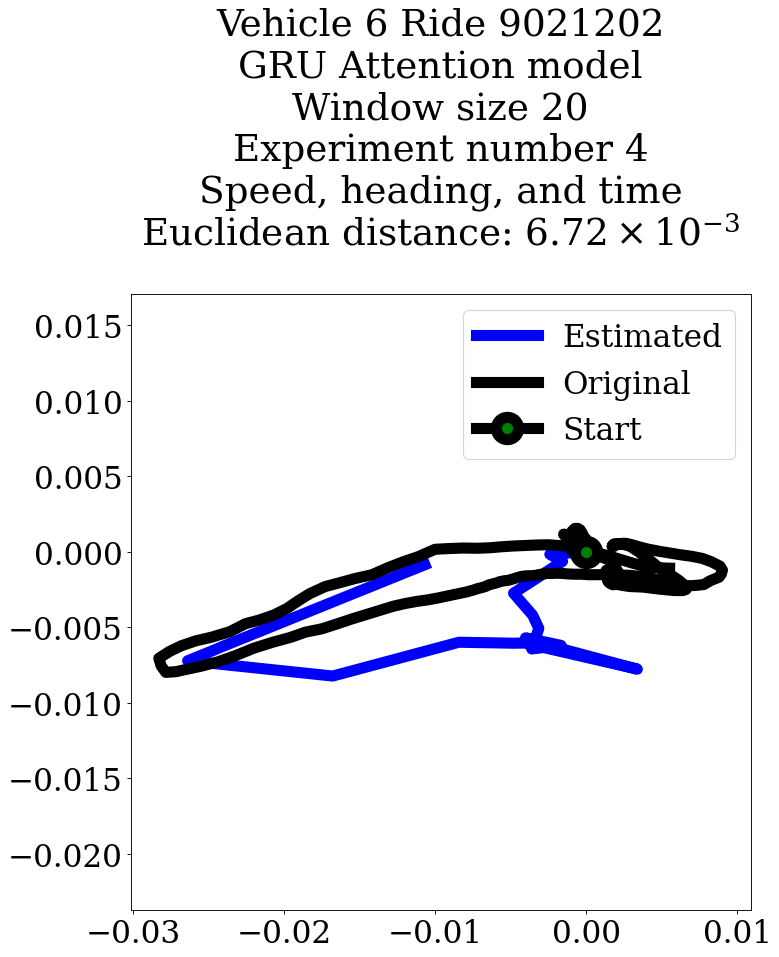 Vehicle 6 Ride 9021202
GRU Attention model
Window size 20
Experiment number 4
Speed, heading, and time
Euclidean distance: 6.72 × 10⁻³
Estimated
Original
Start
0.015
0.010
0.005
0.000
−0.005
−0.010
−0.015
−0.020
−0.03 −0.02 −0.01 0.00 0.01